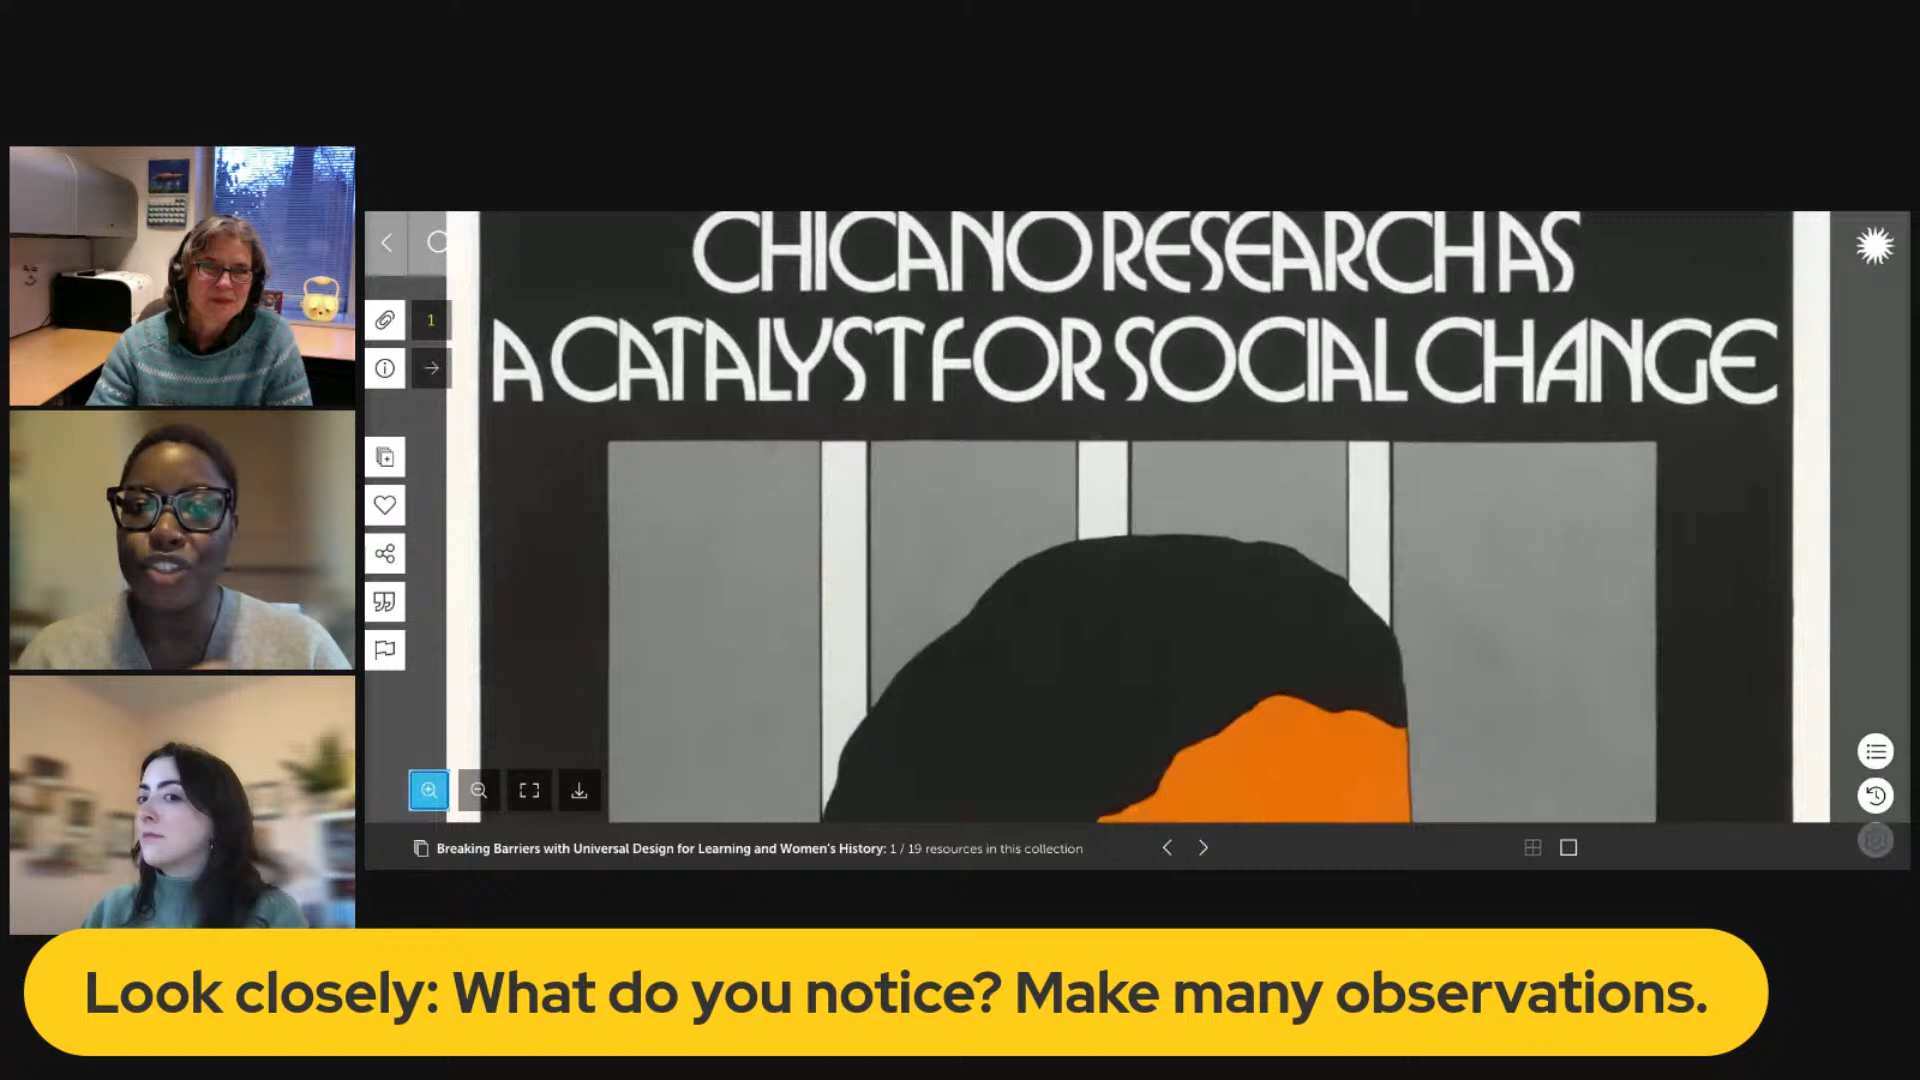 CHICANO RESEARCH AS
A CATALYST FOR SOCIAL CHANGE
1
Breaking Barriers with Universal Design for Learning and Women's History: 1 / 19 resources in this collection
Look closely: What do you notice? Make many observations.